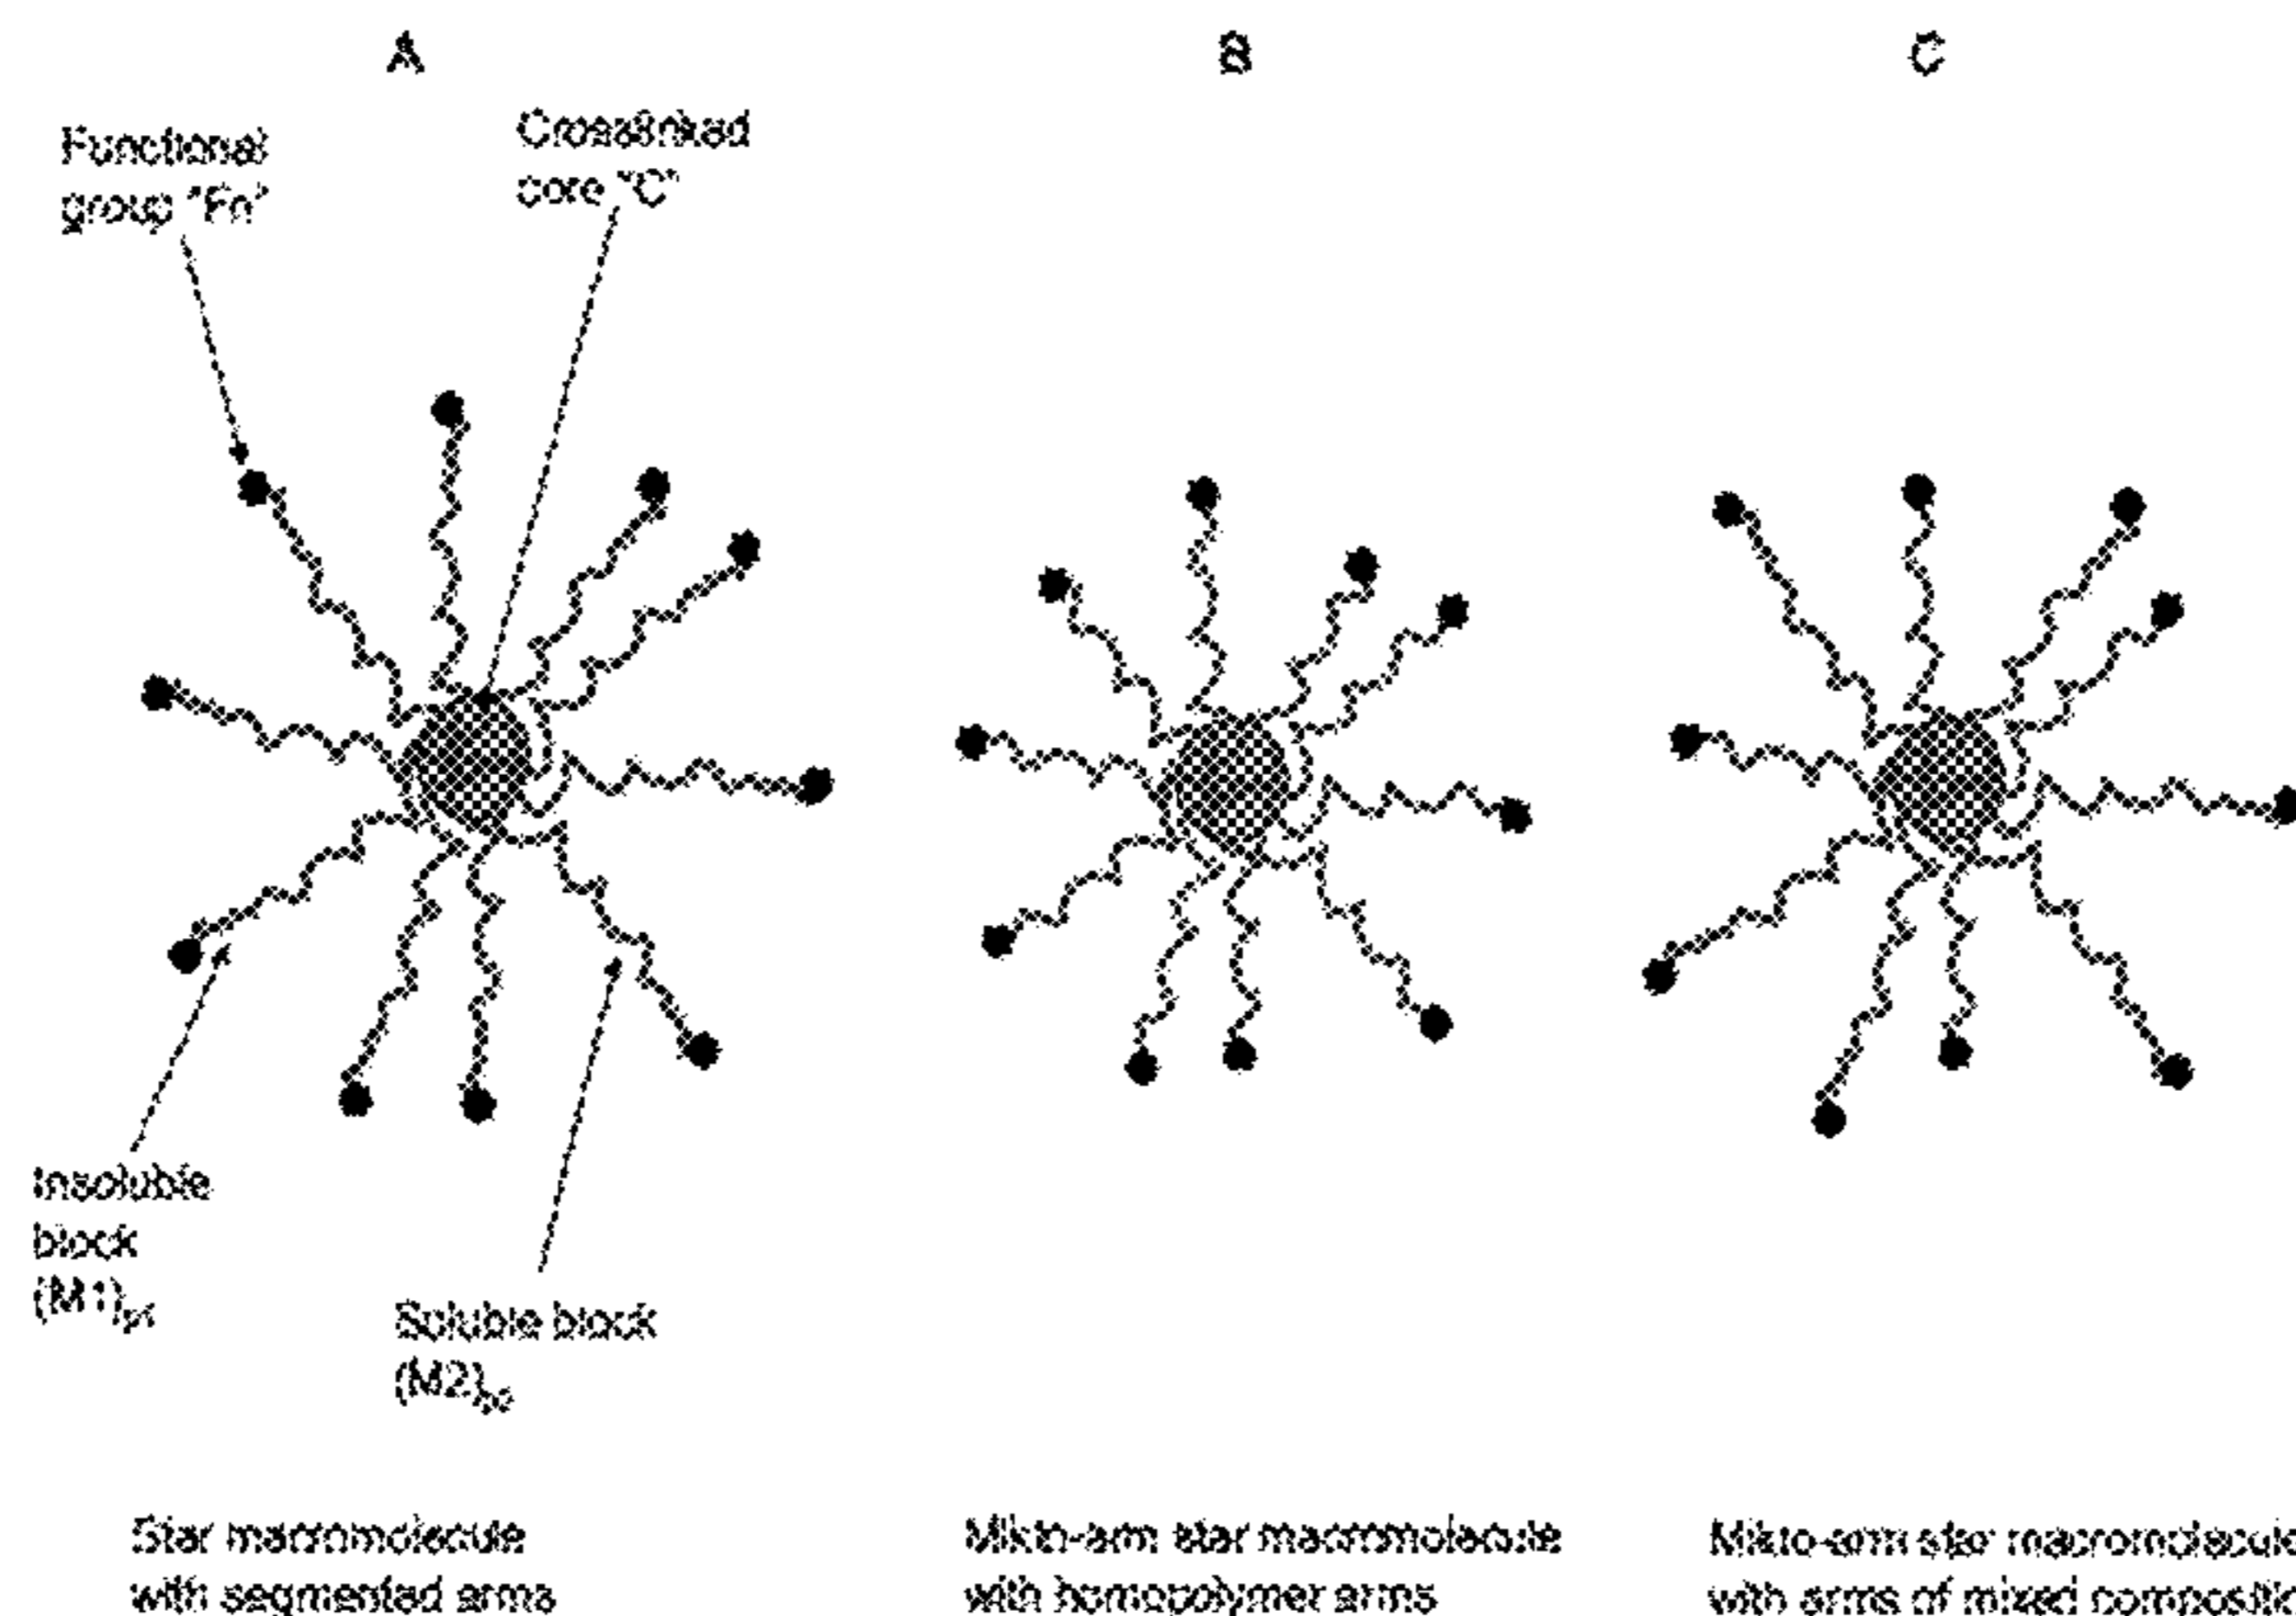 A
B
C
Functional
group "Fn"
Crosslinked
core "C"
Insoluble
block
(M1)p1
Soluble block
(M2)p2
Star macromolecule
with segmented arms
Mikto-arm star macromolecule
with homopolymer arms
Mikto-arm star macromolecule
with arms of mixed compositio